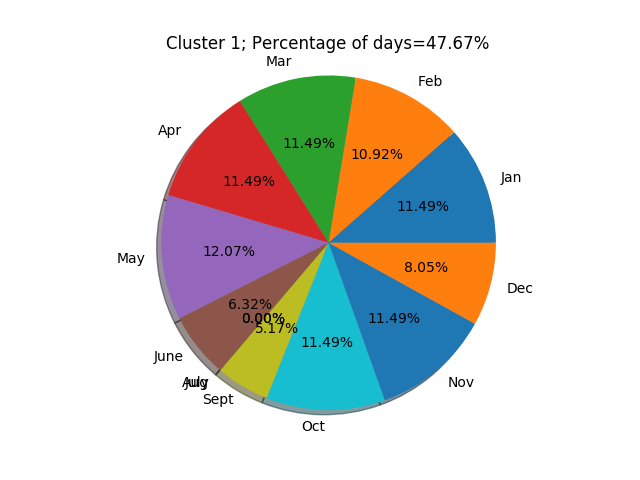 Cluster 1; Percentage of days=47.67%
Mar
Feb
Apr
Jan
11.49%
10.92%
11.49%
11.49%
May
12.07%
8.05%
Dec
6.32%
0.00%
5.17%
11.49%
11.49%
June
July
Sept
Nov
Oct